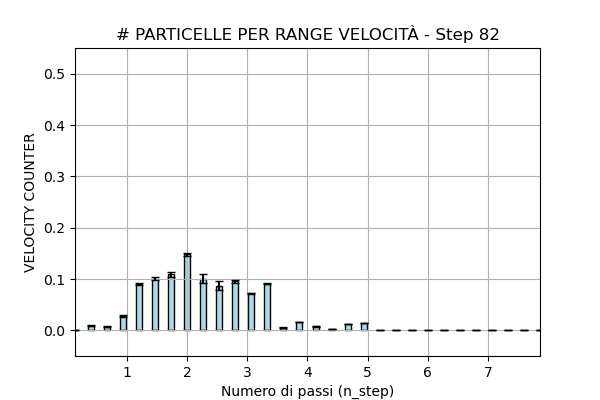 # PARTICELLE PER RANGE VELOCITÀ - Step 82
VELOCITY COUNTER
0.5
0.4
0.3
0.2
0.1
0.0
1 2 3 4 5 6 7
Numero di passi (n_step)